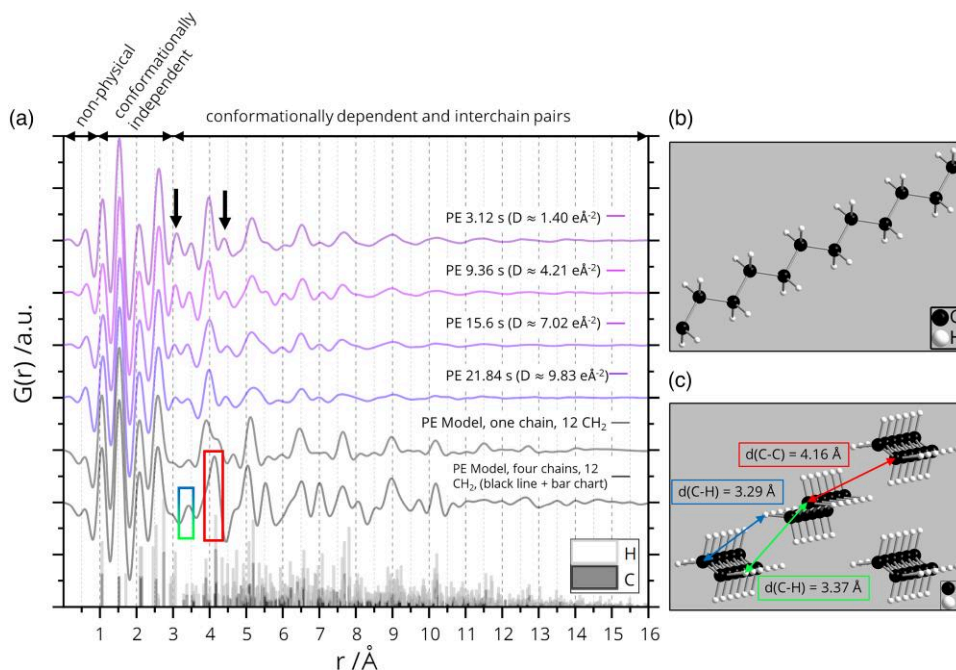 (a)
non-physical
conformationally
independent
conformationally dependent and interchain pairs
G(r) /a.u.
PE 3.12 s (D ≈ 1.40 eÅ⁻²)
PE 9.36 s (D ≈ 4.21 eÅ⁻²)
PE 15.6 s (D ≈ 7.02 eÅ⁻²)
PE 21.84 s (D ≈ 9.83 eÅ⁻²)
PE Model, one chain, 12 CH₂
PE Model, four chains, 12
CH₂, (black line + bar chart)
H
C
1 2 3 4 5 6 7 8 9 10 11 12 13 14 15 16
r /Å
(b)
H
(c)
d(C-C) = 4.16 Å
d(C-H) = 3.29 Å
d(C-H) = 3.37 Å